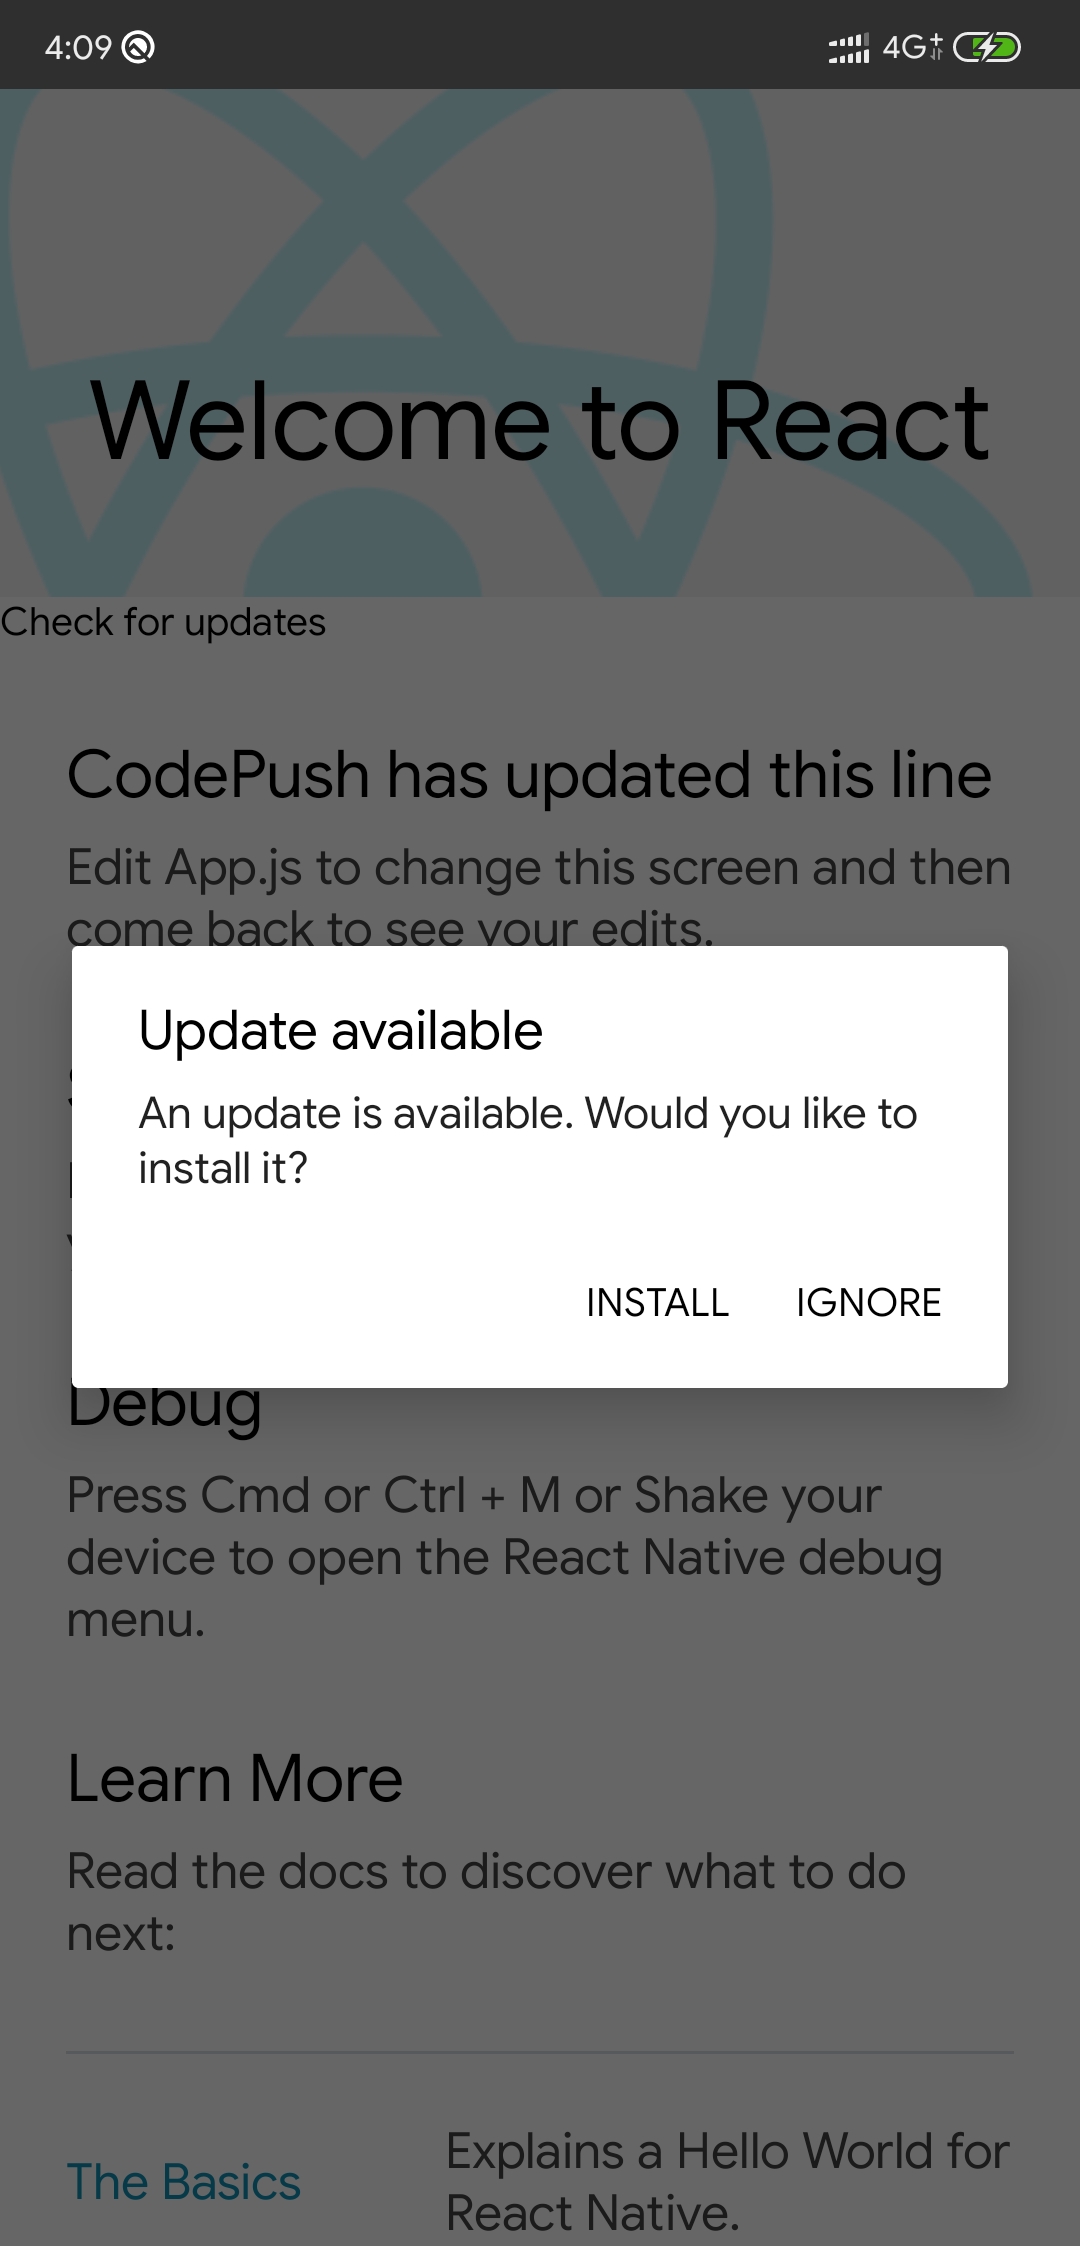 4:09
4G+
Welcome to React
Check for updates
CodePush has updated this line
Edit App.js to change this screen and then
come back to see your edits.
Update available
An update is available. Would you like to
install it?
INSTALL IGNORE
Debug
Press Cmd or Ctrl + M or Shake your
device to open the React Native debug
menu.
Learn More
Read the docs to discover what to do
next:
The Basics
Explains a Hello World for
React Native.